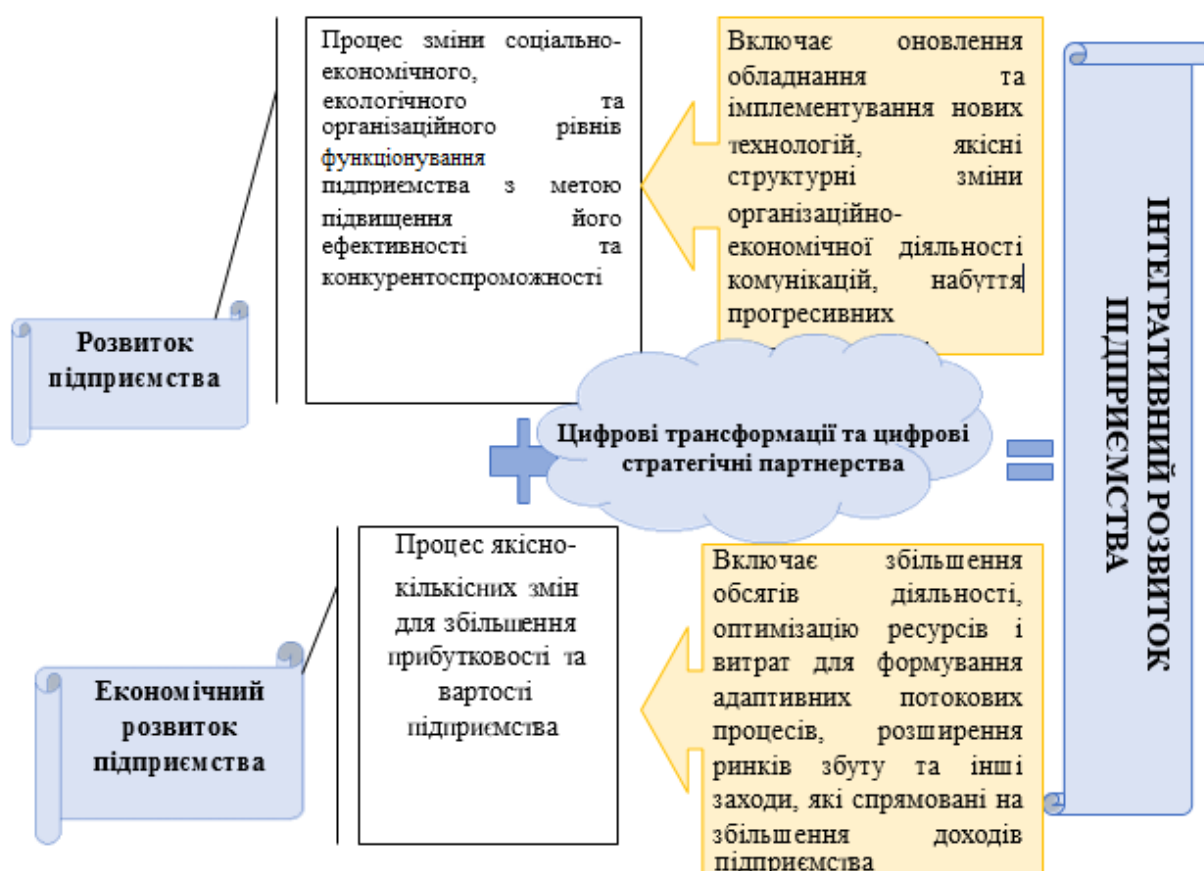 Процес зміни соціально-
економічного,
екологічного та
організаційного рівнів
функціонування
підприємства з метою
підвищення його
ефективності та
конкурентоспроможності
Включає оновлення
обладнання та
імплементування нових
технологій, якісні
структурні зміни
організаційно-
економічної діяльності
комунікацій, набуття
прогресивних
Розвиток
підприємства
Цифрові трансформації та цифрові
стратегічні партнерства
ІНТЕГРАТИВНИЙ РОЗВИТОК
ПІДПРИЄМСТВА
Економічний
розвиток
підприємства
Процес якісно-
кількісних змін
для збільшення
прибутковості та
вартості
підприємства
Включає збільшення
обсягів діяльності,
оптимізацію ресурсів і
витрат для формування
адаптивних потокових
процесів, розширення
ринків збуту та інші
заходи, які спрямовані на
збільшення доходів
підприємства